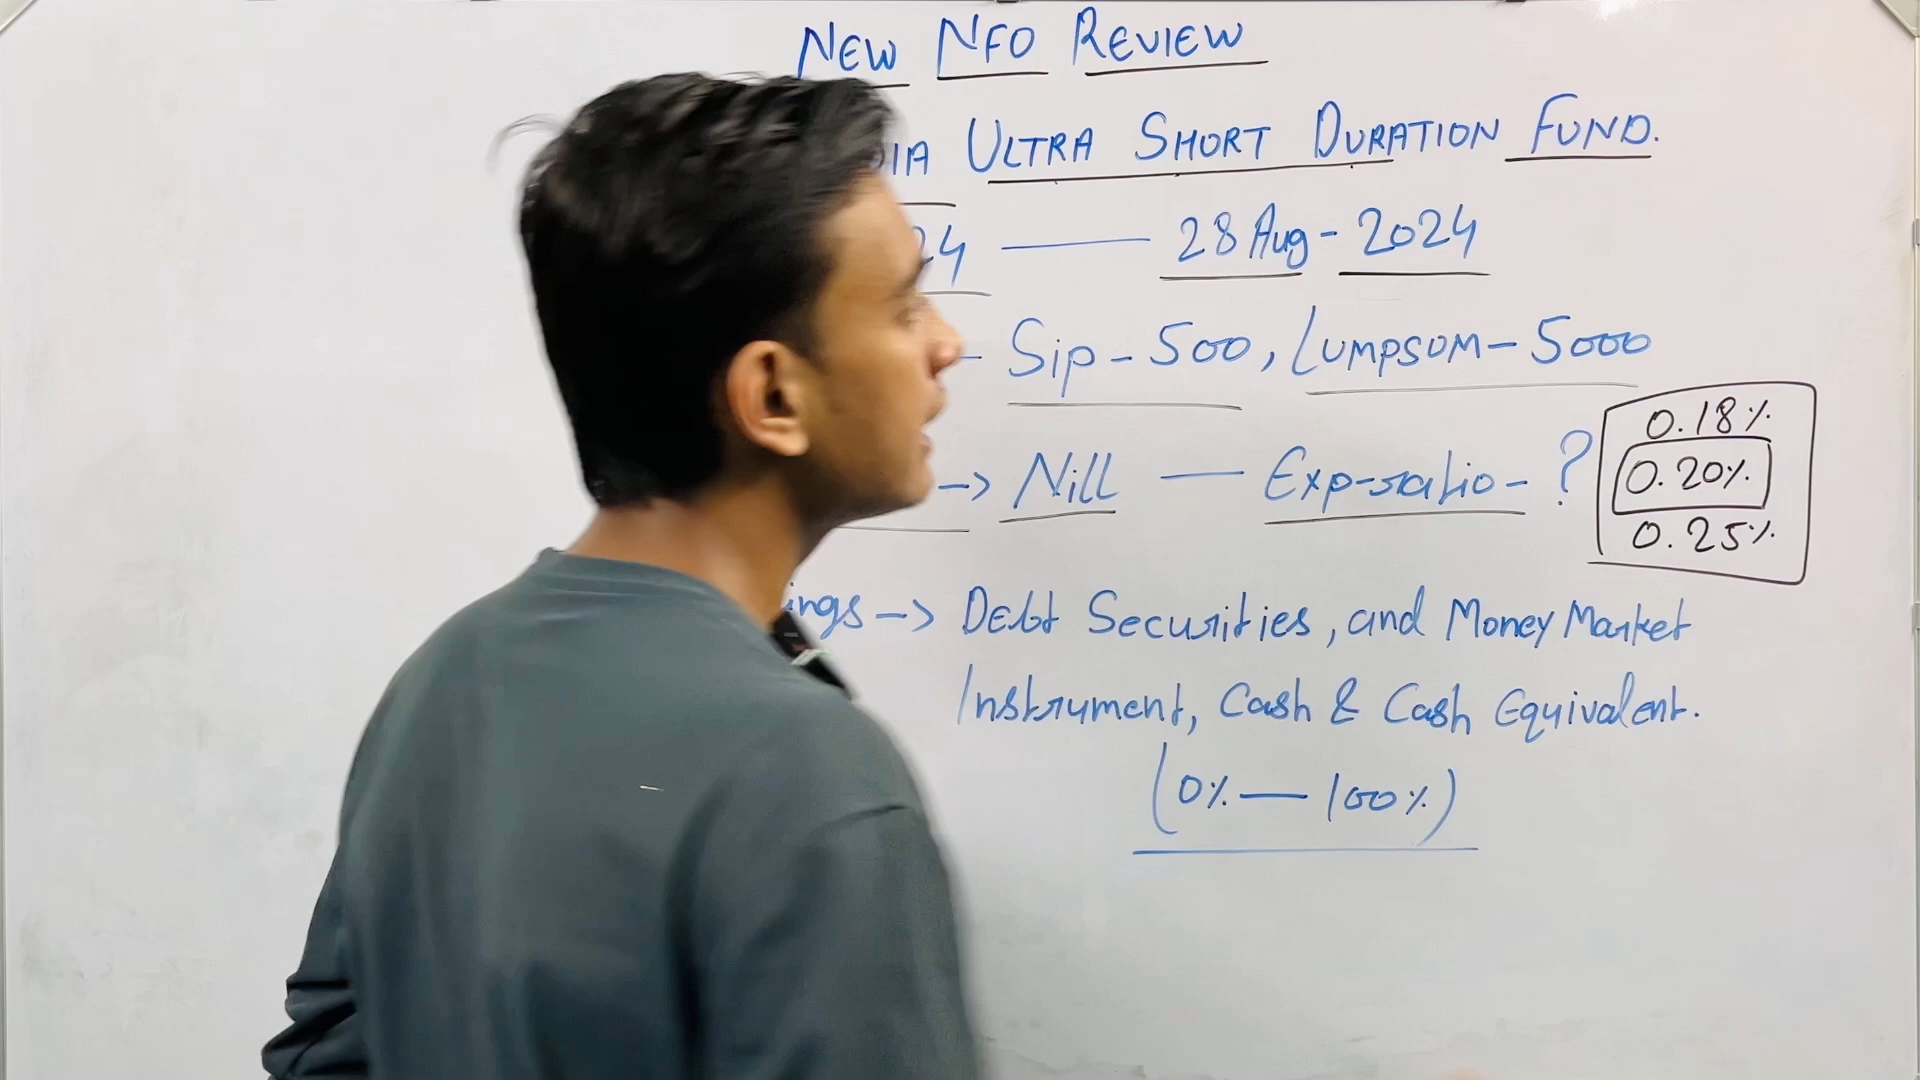 NEW NFO REVIEW
ULTRA SHORT DURATION FUND.
24 — 28 Aug - 2024
- Sip - 500, LUMPSUM - 5000
0.18%
-> Nill — Exp-ratio - ? 0.20%
0.25%
ings -> Debt Securities, and Money Market
Instrument, Cash & Cash Equivalent.
(0% — 100%)